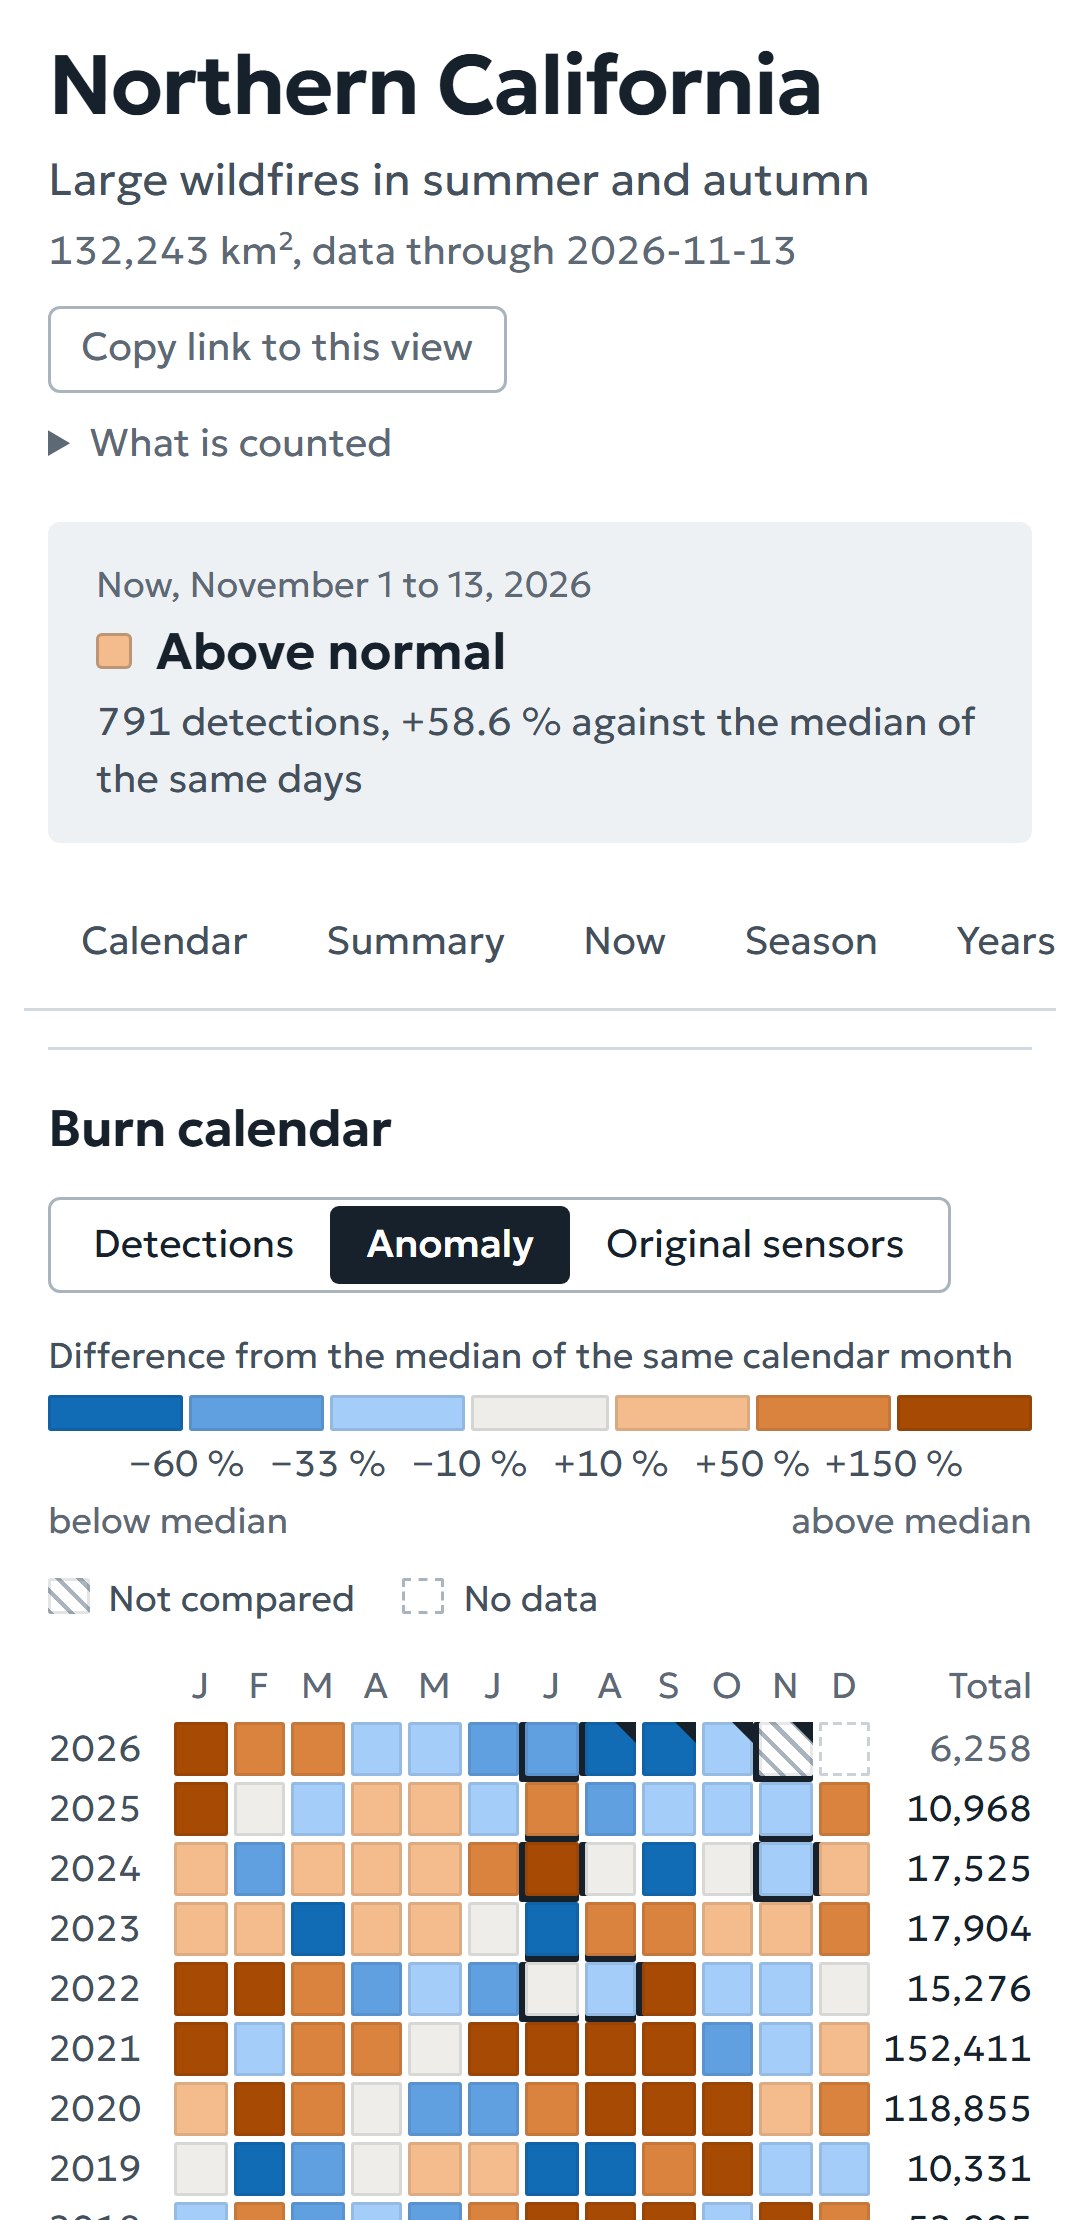 Northern California
Large wildfires in summer and autumn
132,243 km², data through 2026-11-13
Copy link to this view
What is counted
Now, November 1 to 13, 2026
Above normal
791 detections, +58.6 % against the median of
the same days
Calendar Summary Now Season Years
Burn calendar
Detections Anomaly Original sensors
Difference from the median of the same calendar month
−60 % −33 % −10 % +10 % +50 % +150 %
below median above median
Not compared No data
J F M A M J J A S O N D Total
2026 6,258
2025 10,968
2024 17,525
2023 17,904
2022 15,276
2021 152,411
2020 118,855
2019 10,331